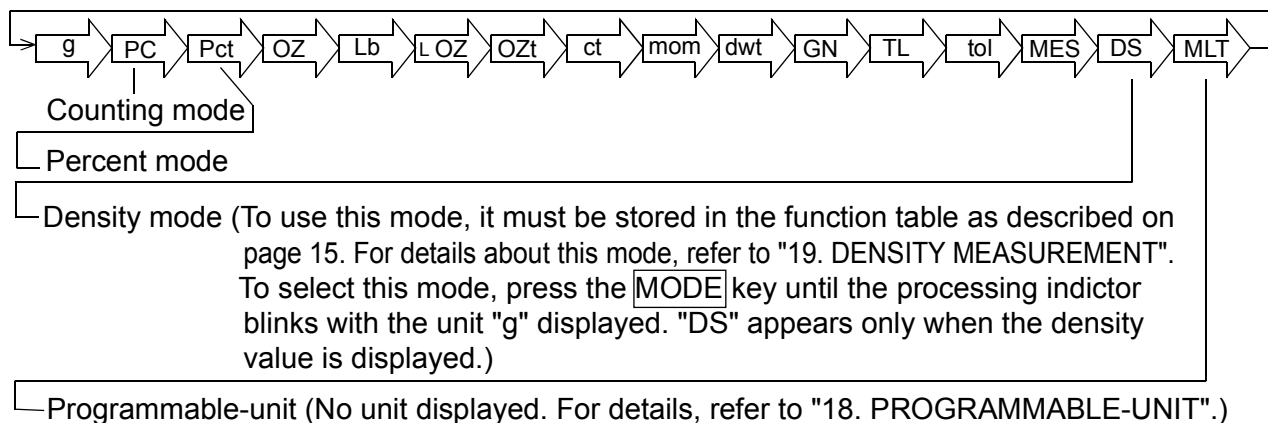 g PC Pct OZ Lb L OZ OZt ct mom dwt GN TL tol MES DS MLT
Counting mode
Percent mode
Density mode (To use this mode, it must be stored in the function table as described on
page 15. For details about this mode, refer to "19. DENSITY MEASUREMENT".
To select this mode, press the MODE key until the processing indictor
blinks with the unit "g" displayed. "DS" appears only when the density
value is displayed.)
Programmable-unit (No unit displayed. For details, refer to "18. PROGRAMMABLE-UNIT".)